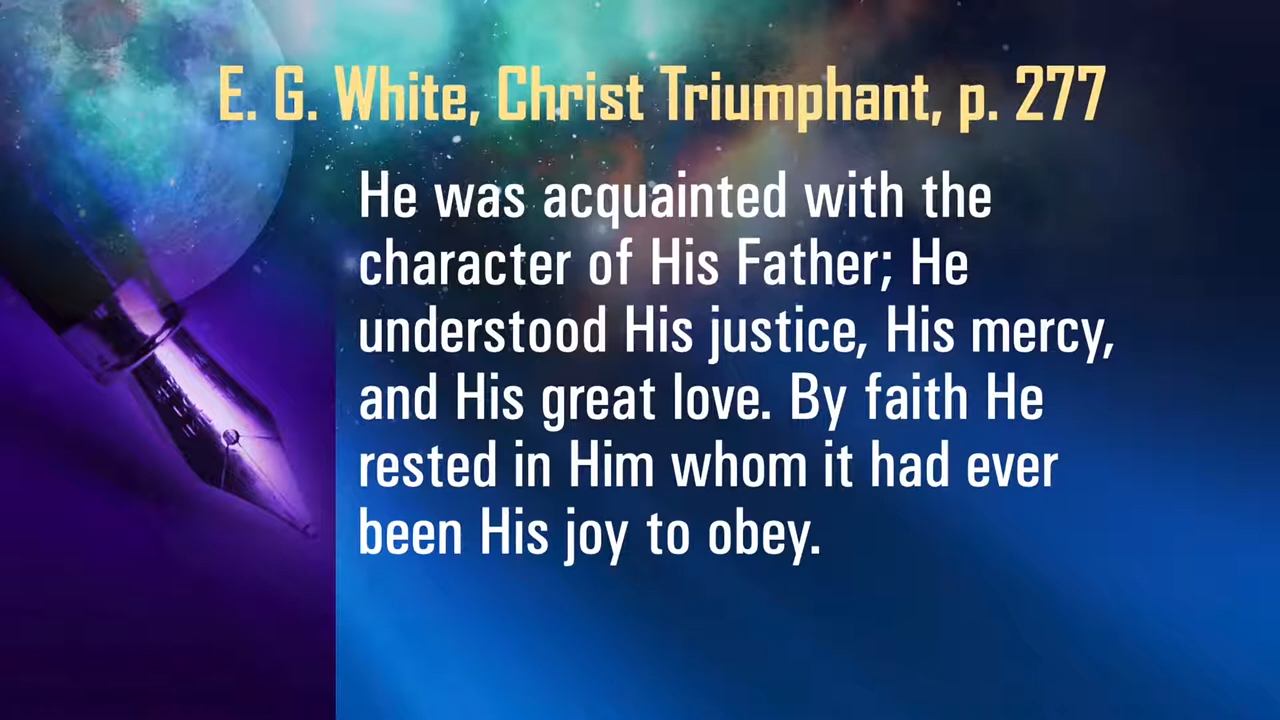 E. G. White, Christ Triumphant, p. 277
He was acquainted with the
character of His Father; He
understood His justice, His mercy,
and His great love. By faith He
rested in Him whom it had ever
been His joy to obey.